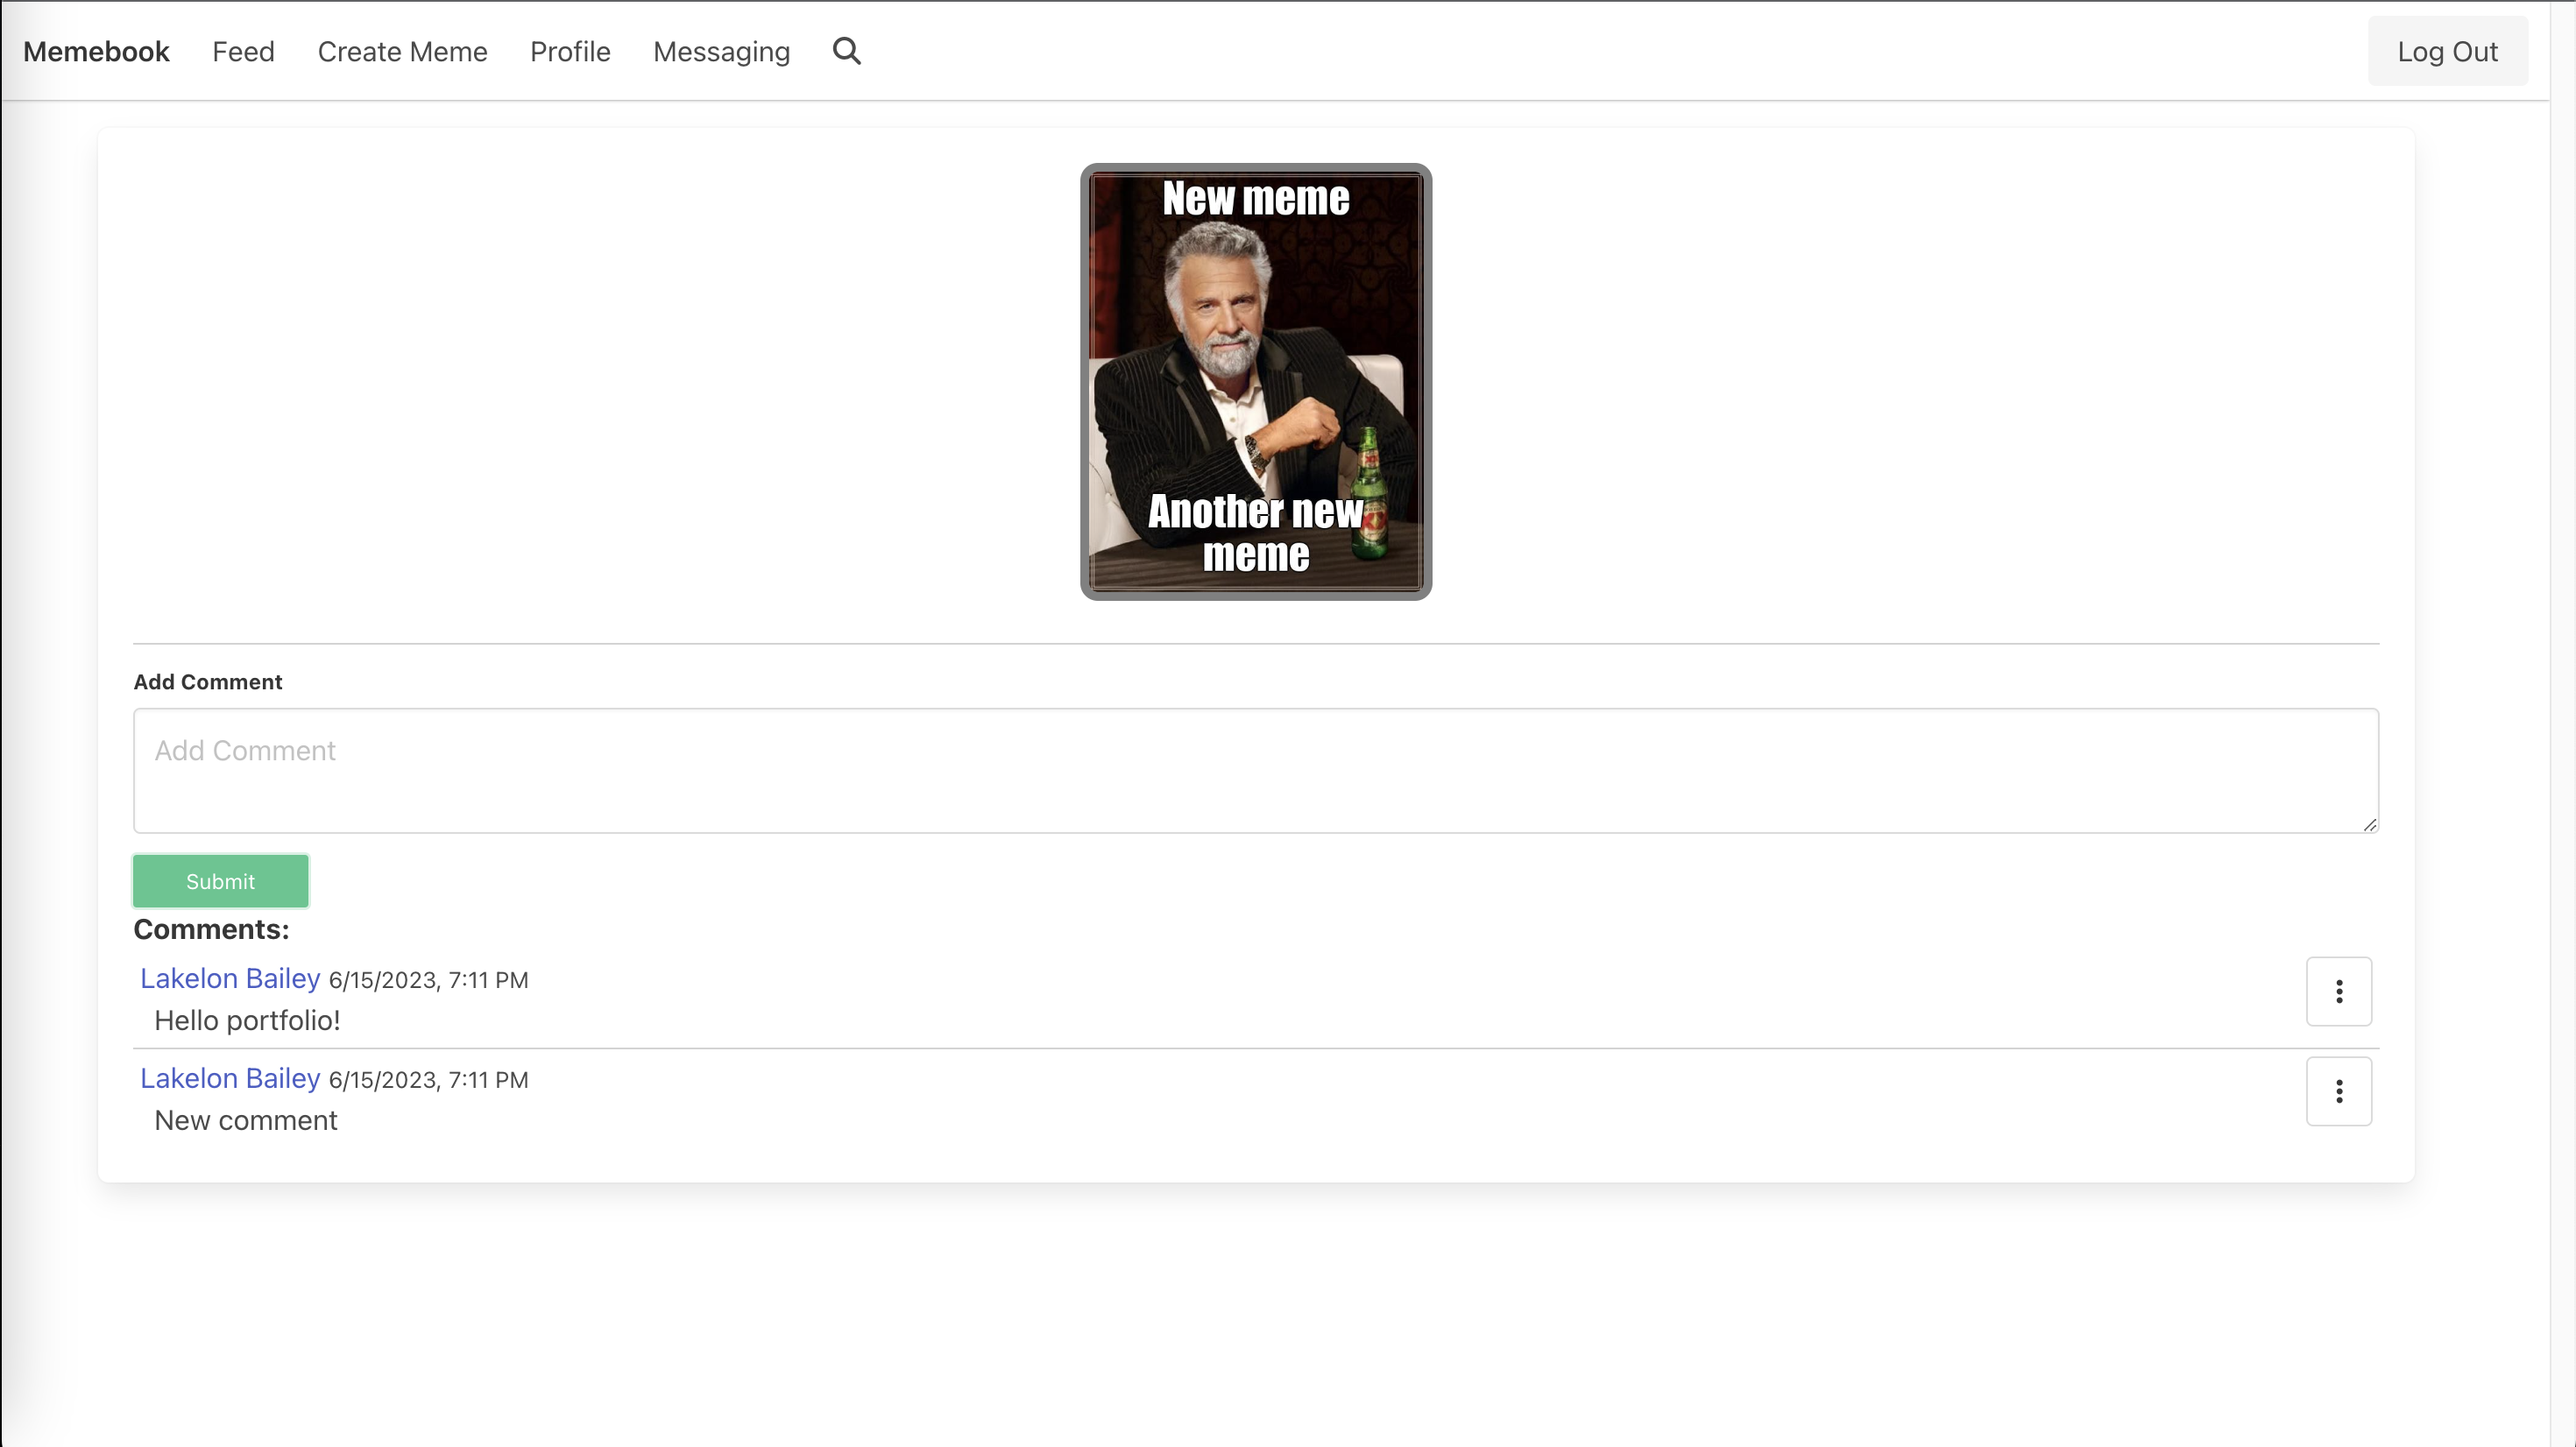 Memebook Feed Create Meme Profile Messaging Log Out
New meme
Another new
meme
Add Comment
Add Comment
Submit
Comments:
Lakelon Bailey 6/15/2023, 7:11 PM
Hello portfolio!
Lakelon Bailey 6/15/2023, 7:11 PM
New comment